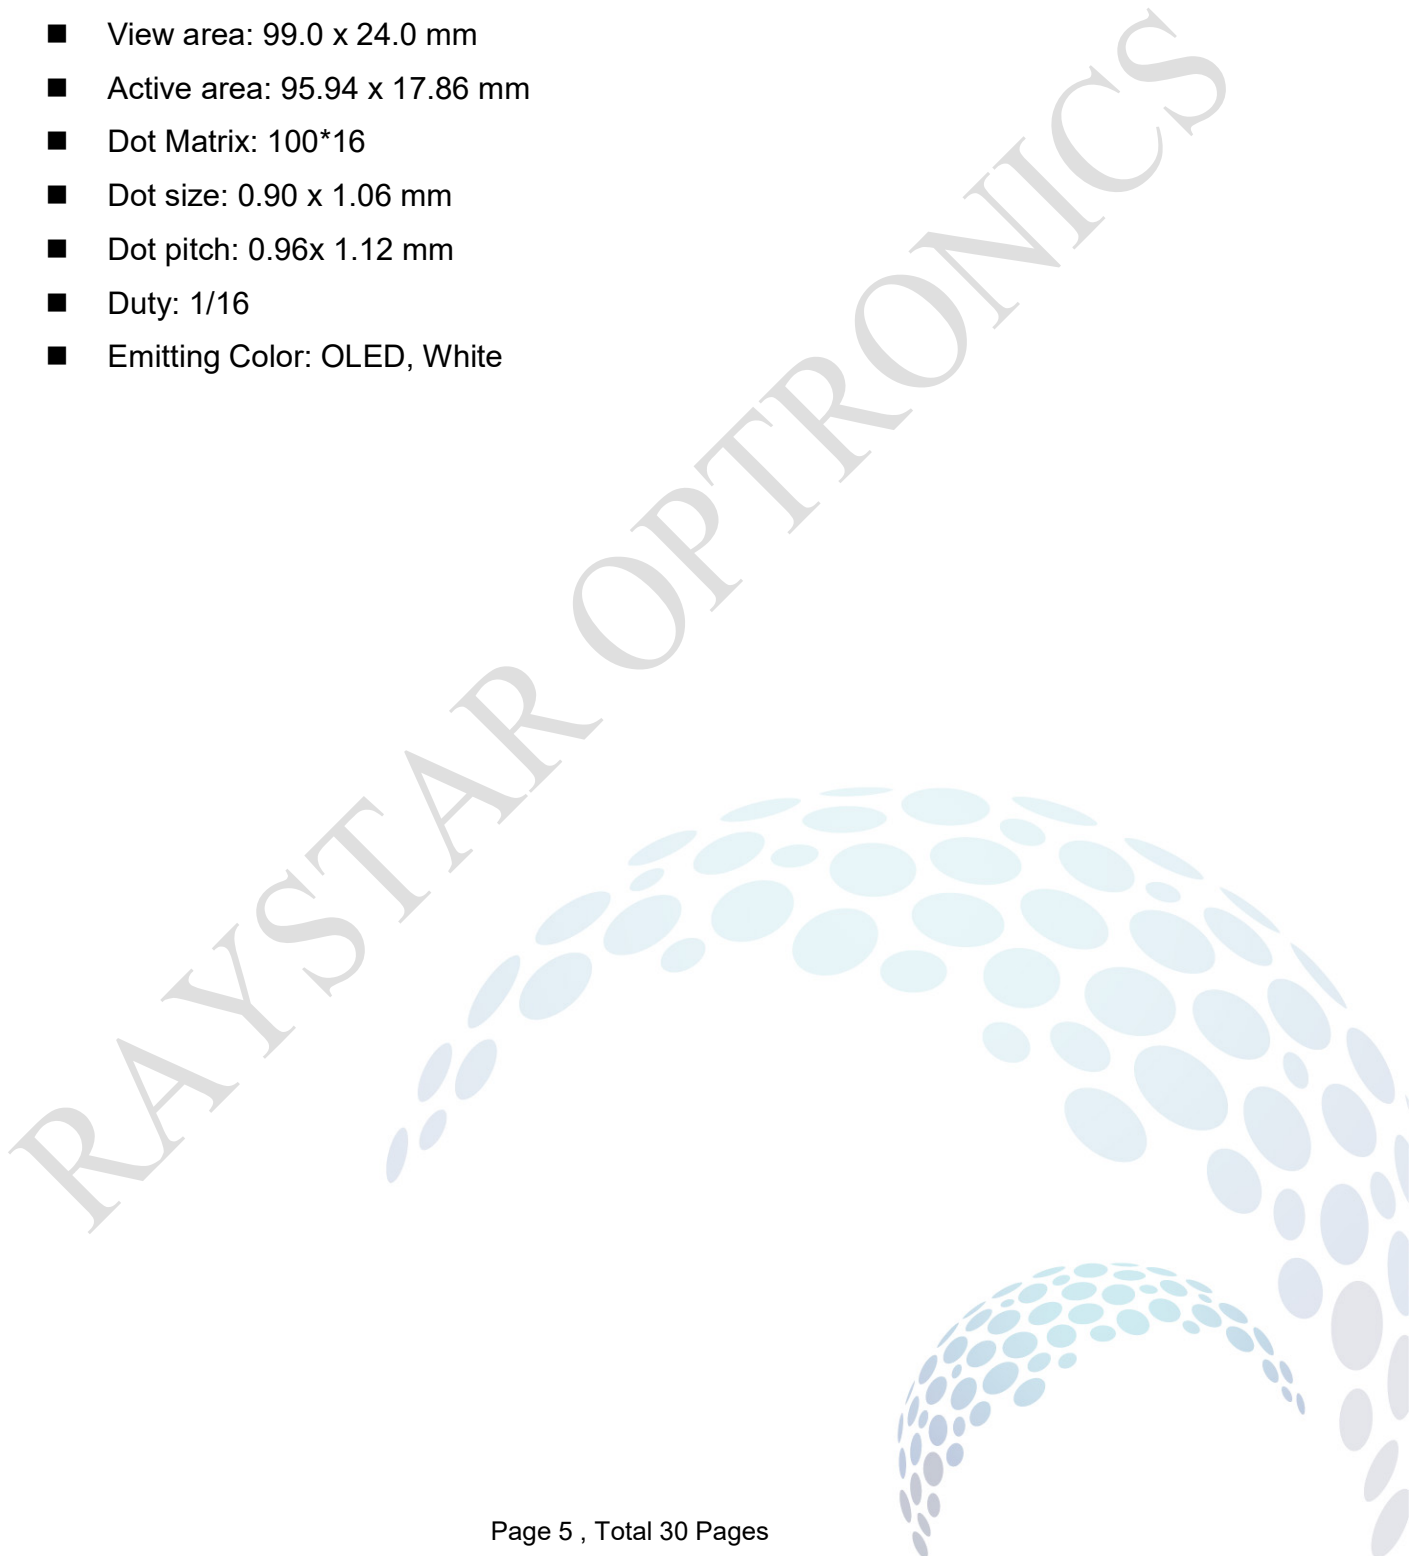 ■ View area: 99.0 x 24.0 mm
■ Active area: 95.94 x 17.86 mm
■ Dot Matrix: 100*16
■ Dot size: 0.90 x 1.06 mm
■ Dot pitch: 0.96x 1.12 mm
■ Duty: 1/16
■ Emitting Color: OLED, White
RAYSTAR OPTRONICS
Page 5 , Total 30 Pages